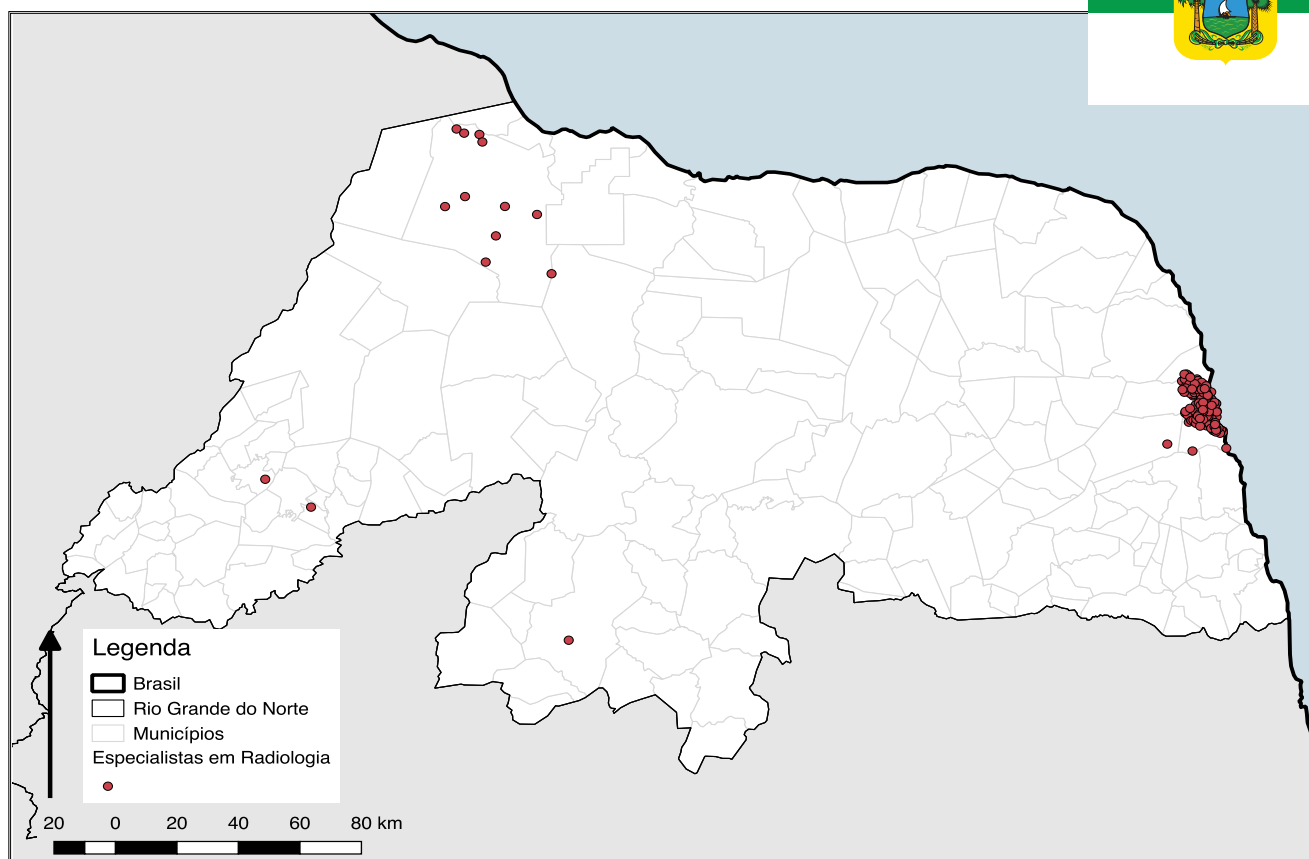 Legenda
Brasil
Rio Grande do Norte
Municípios
Especialistas em Radiologia
20 0 20 40 60 80 km